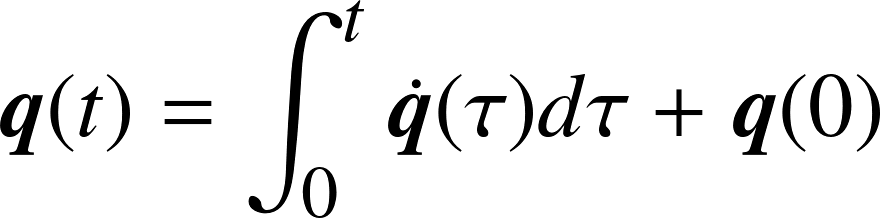 q(t) = ∫₀ᵗ q̇(τ)dτ + q(0)